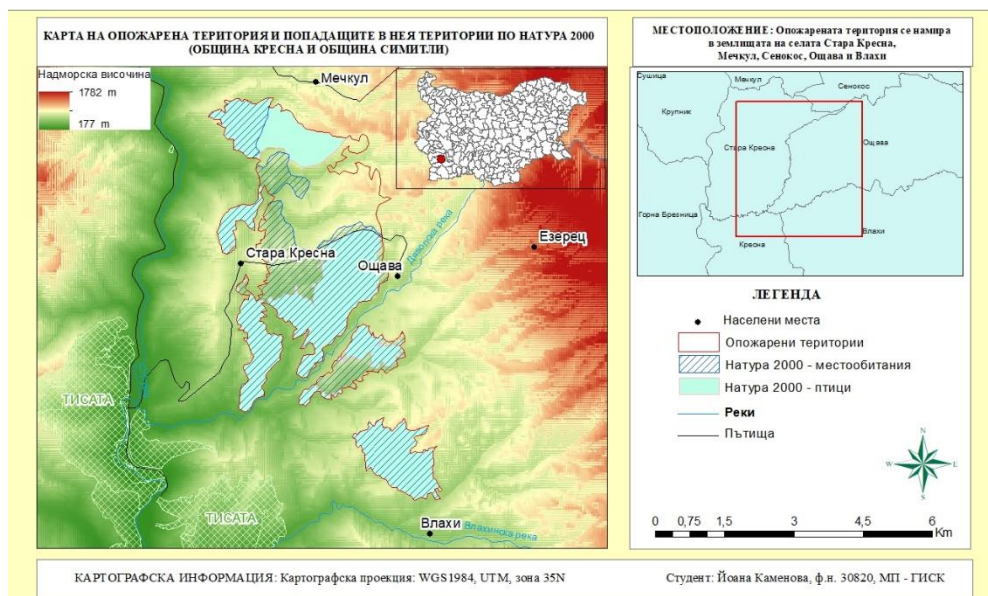 КАРТА НА ОПОЖАРЕНА ТЕРИТОРИЯ И ПОПАДАЩИТЕ В НЕЯ ТЕРИТОРИИ ПО НАТУРА 2000
(ОБЩИНА КРЕСНА И ОБЩИНА СИМИТЛИ)
Надморска височина
1782 m
177 m
Мечкул
Езерец
Стара Кресна
Ощава
Дяволска река
ТИСАТА
ТИСАТА
Влахи
Влахинска река
МЕСТОПОЛОЖЕНИЕ: Опожарената територия се намира
в землищата на селата Стара Кресна,
Мечкул, Сенокос, Ощава и Влахи
Сушица
Мечкул
Сенокос
Крупник
Стара Кресна
Ощава
Горна Брезница
Влахи
Кресна
ЛЕГЕНДА
Населени места
Опожарени територии
Натура 2000 - местообитания
Натура 2000 - птици
Реки
Пътища
N
W
E
S
0 0,75 1,5 3 4,5 6
Km
КАРТОГРАФСКА ИНФОРМАЦИЯ: Картографска проекция: WGS1984, UTM, зона 35N
Студент: Йоана Каменова, ф.н. 30820, МП - ГИСК